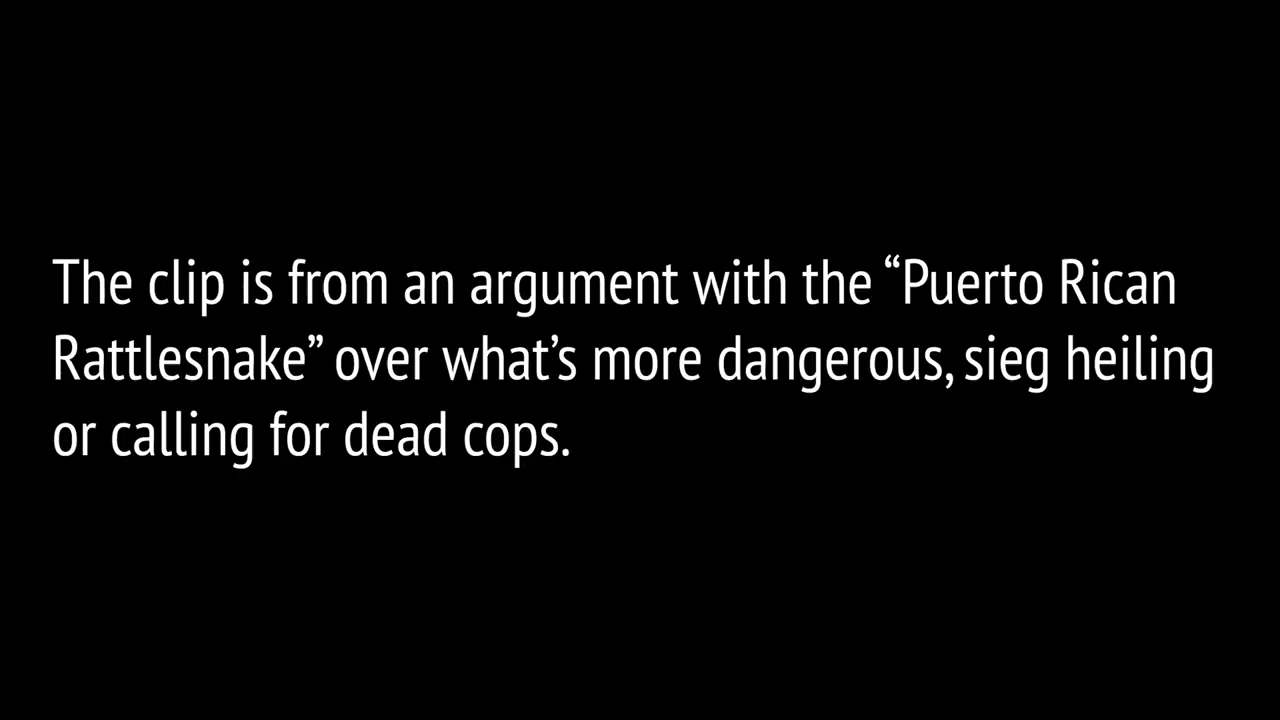 The clip is from an argument with the “Puerto Rican
Rattlesnake” over what’s more dangerous, sieg heiling
or calling for dead cops.